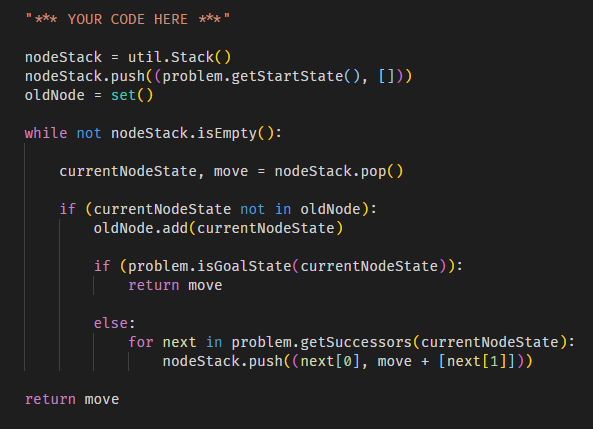 "*** YOUR CODE HERE ***"
nodeStack = util.Stack()
nodeStack.push((problem.getStartState(), []))
oldNode = set()
while not nodeStack.isEmpty():
currentNodeState, move = nodeStack.pop()
if (currentNodeState not in oldNode):
oldNode.add(currentNodeState)
if (problem.isGoalState(currentNodeState)):
return move
else:
for next in problem.getSuccessors(currentNodeState):
nodeStack.push((next[0], move + [next[1]]))
return move